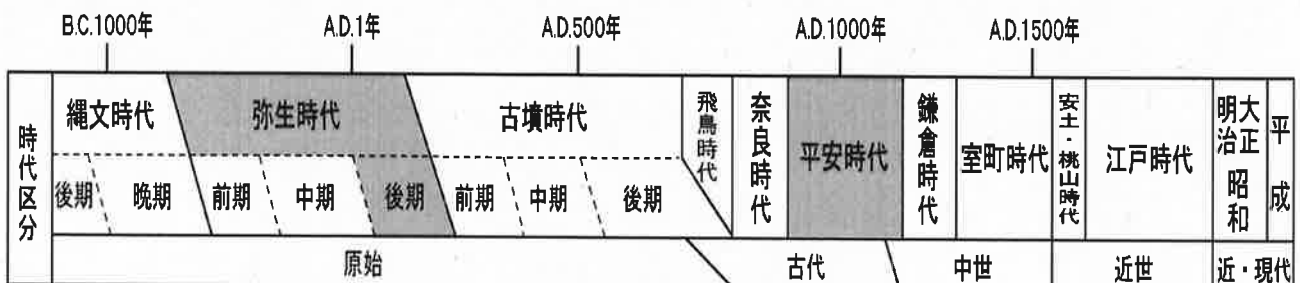 B.C.1000年 A.D.1年 A.D.500年 A.D.1000年 A.D.1500年
時代区分
縄文時代 弥生時代 古墳時代 飛鳥時代 奈良時代 平安時代 鎌倉時代 室町時代 安土・桃山時代 江戸時代 明治 大正 昭和 平成
後期 晩期 前期 中期 後期 前期 中期 後期
原始 古代 中世 近世 近・現代